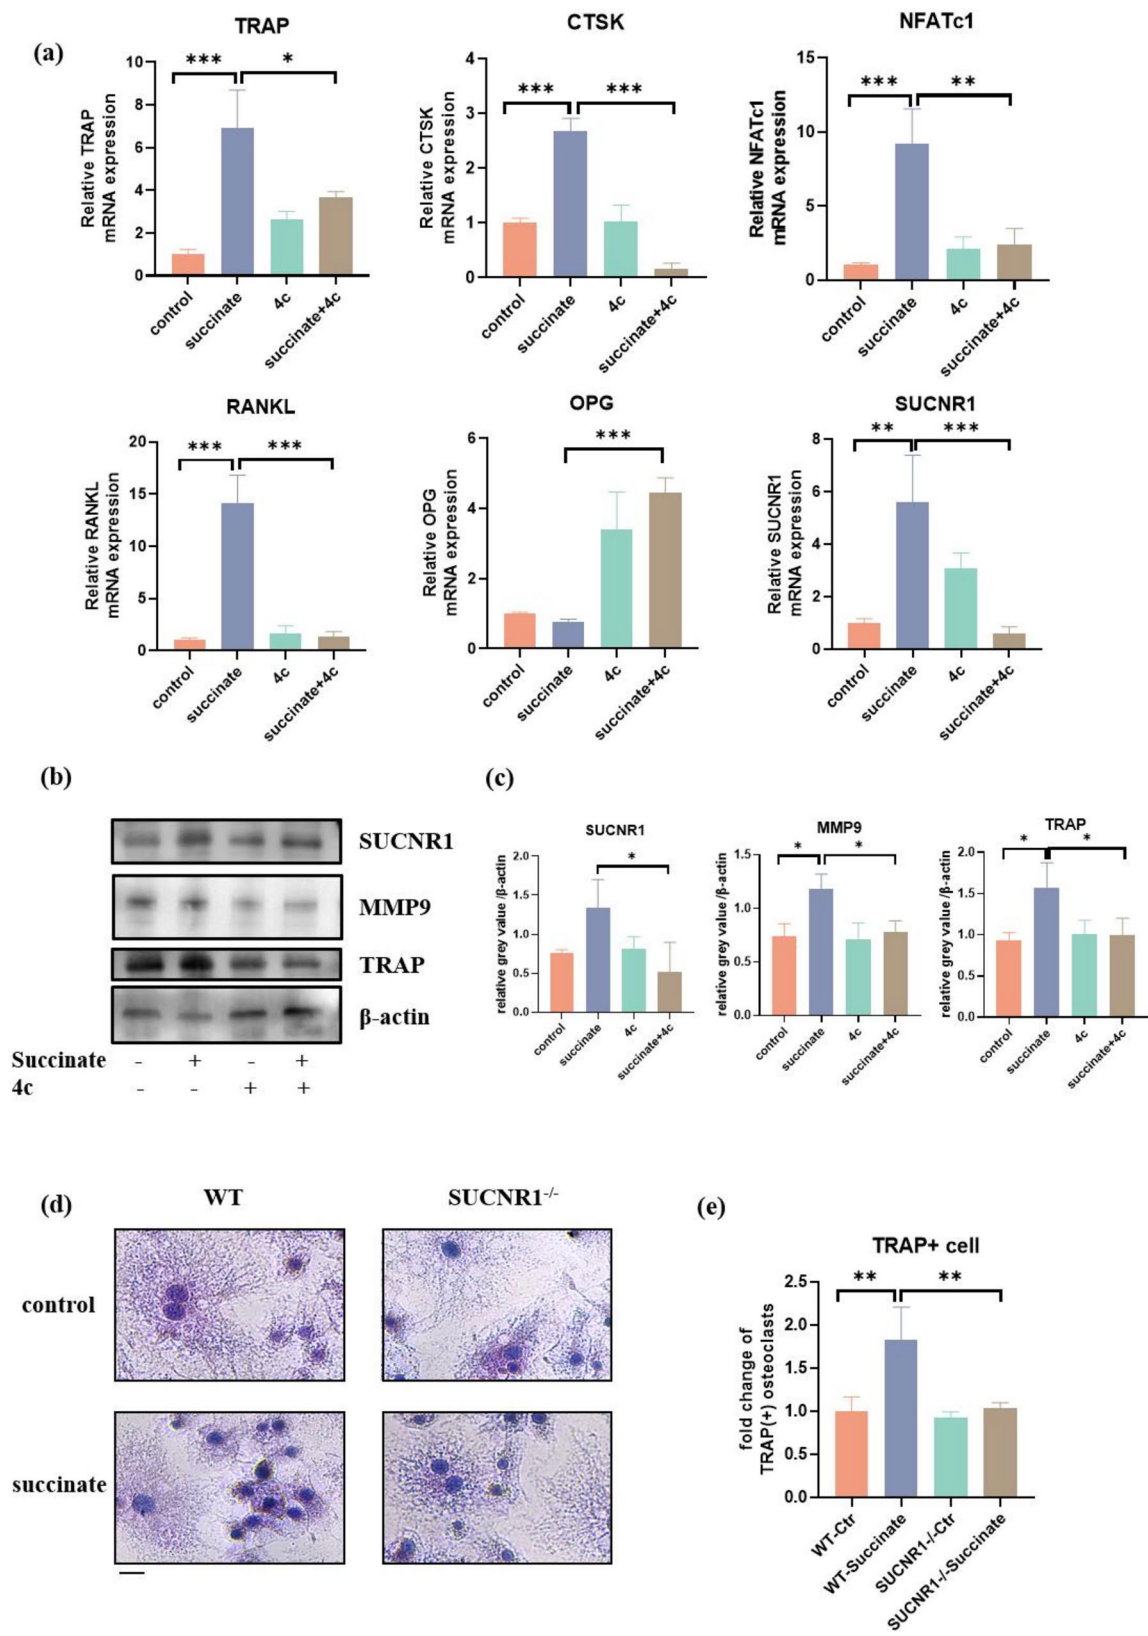 (a)
TRAP
Relative TRAP
mRNA expression
10
8
6
4
2
0
***
*
control
succinate
4c
succinate+4c
CTSK
Relative CTSK
mRNA expression
4
3
2
1
0
***
***
control
succinate
4c
succinate+4c
NFATc1
Relative NFATc1
mRNA expression
15
10
5
0
***
**
control
succinate
4c
succinate+4c
RANKL
Relative RANKL
mRNA expression
20
15
10
5
0
***
***
control
succinate
4c
succinate+4c
OPG
Relative OPG
mRNA expression
6
4
2
0
***
control
succinate
4c
succinate+4c
SUCNR1
Relative SUCNR1
mRNA expression
8
6
4
2
0
**
***
control
succinate
4c
succinate+4c
(b)
SUCNR1
MMP9
TRAP
β-actin
Succinate - + - +
4c - - + +
(c)
SUCNR1
relative grey value /β-actin
2.0
1.5
1.0
0.5
0.0
*
control
succinate
4c
succinate+4c
MMP9
relative grey value /β-actin
1.5
1.0
0.5
0.0
*
*
control
succinate
4c
succinate+4c
TRAP
relative grey value /β-actin
2.0
1.5
1.0
0.5
0.0
*
*
control
succinate
4c
succinate+4c
(d)
WT
SUCNR1-/-
control
succinate
(e)
TRAP+ cell
fold change of
TRAP(+) osteoclasts
2.5
2.0
1.5
1.0
0.5
0.0
**
**
WT-Ctr
WT-Succinate
SUCNR1-/-Ctr
SUCNR1-/-Succinate